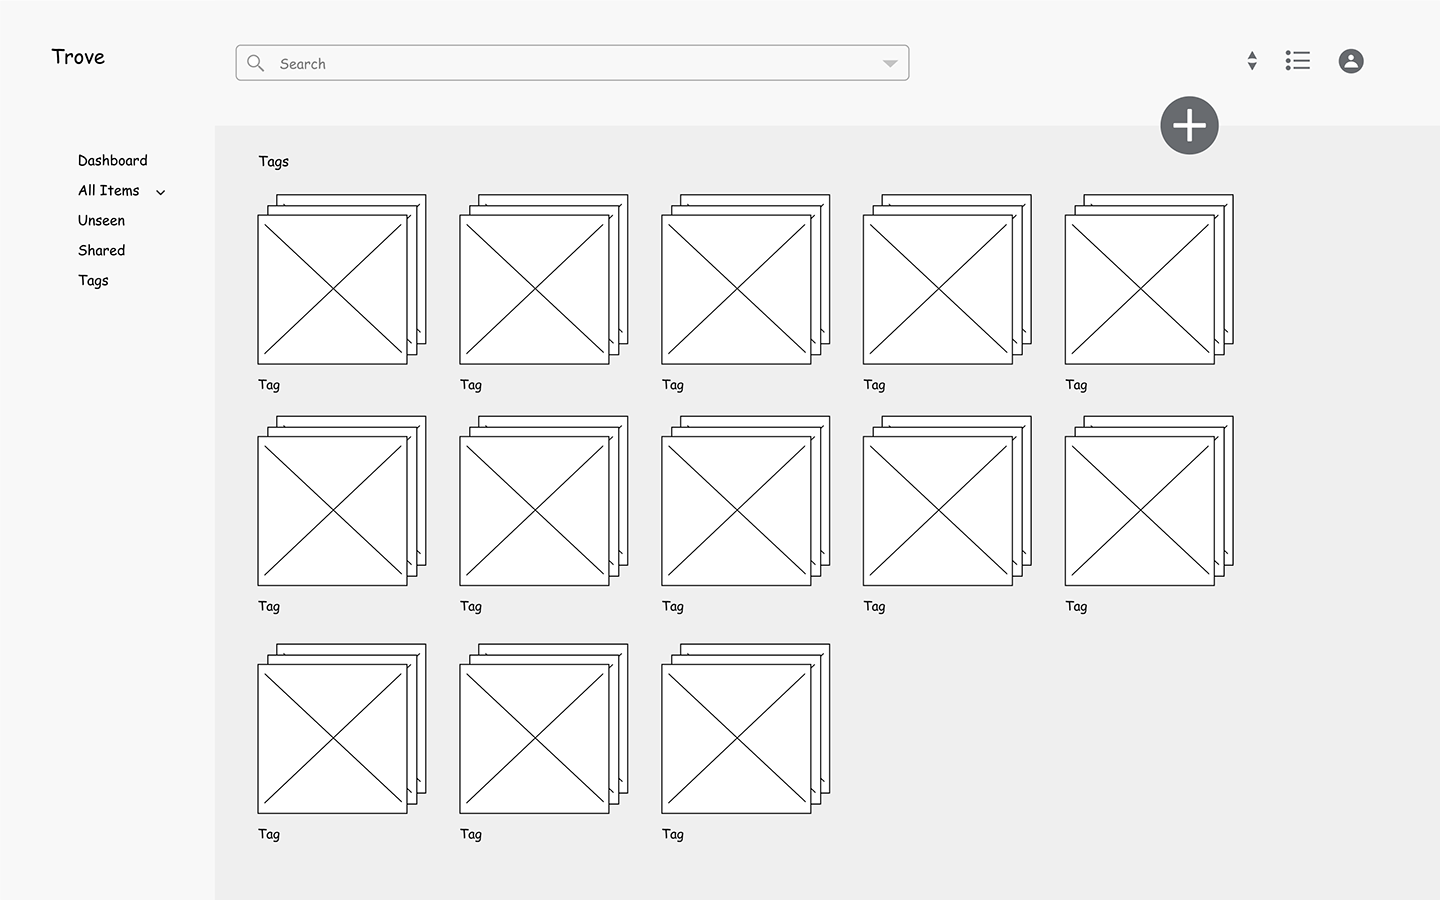 Trove
Search
Dashboard
All Items
Unseen
Shared
Tags
Tags
Tag Tag Tag Tag Tag
Tag Tag Tag Tag Tag
Tag Tag Tag